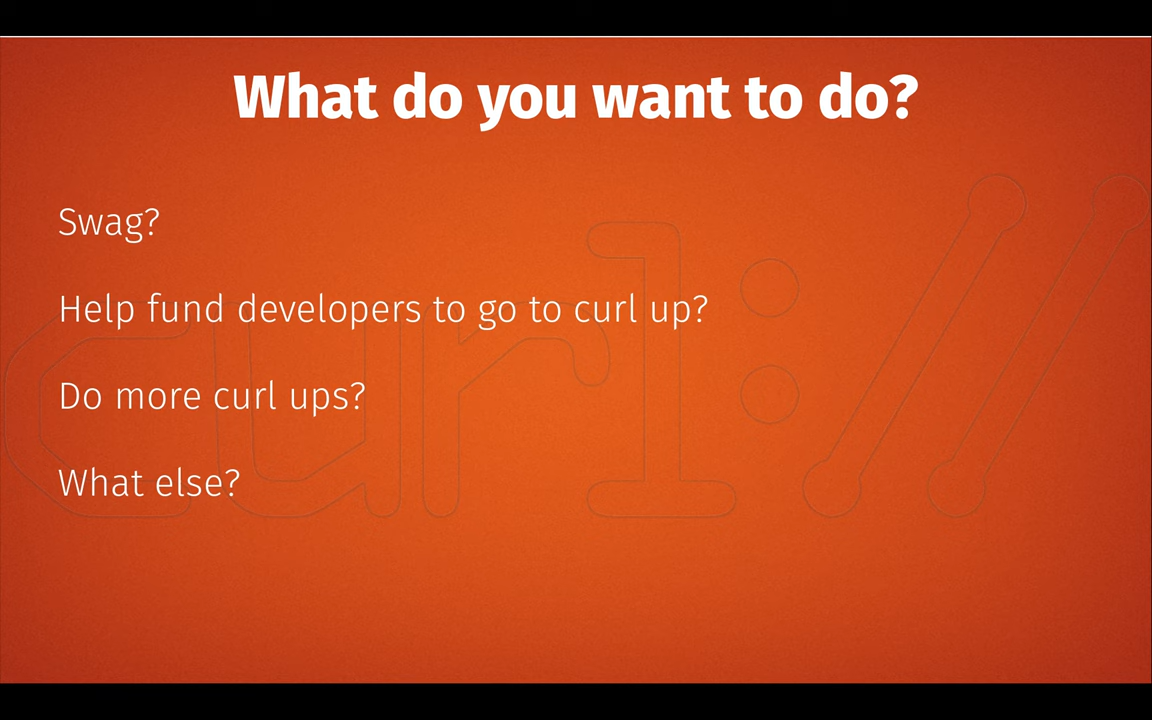 What do you want to do?
Swag?
Help fund developers to go to curl up?
Do more curl ups?
What else?
curl://